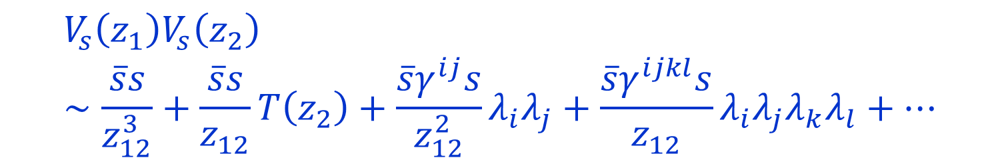 V_s(z_1)V_s(z_2)
\sim \frac{\bar{s}s}{z_{12}^3} + \frac{\bar{s}s}{z_{12}} T(z_2) + \frac{\bar{s}\gamma^{ij}s}{z_{12}^2} \lambda_i\lambda_j + \frac{\bar{s}\gamma^{ijkl}s}{z_{12}} \lambda_i\lambda_j\lambda_k\lambda_l + \cdots